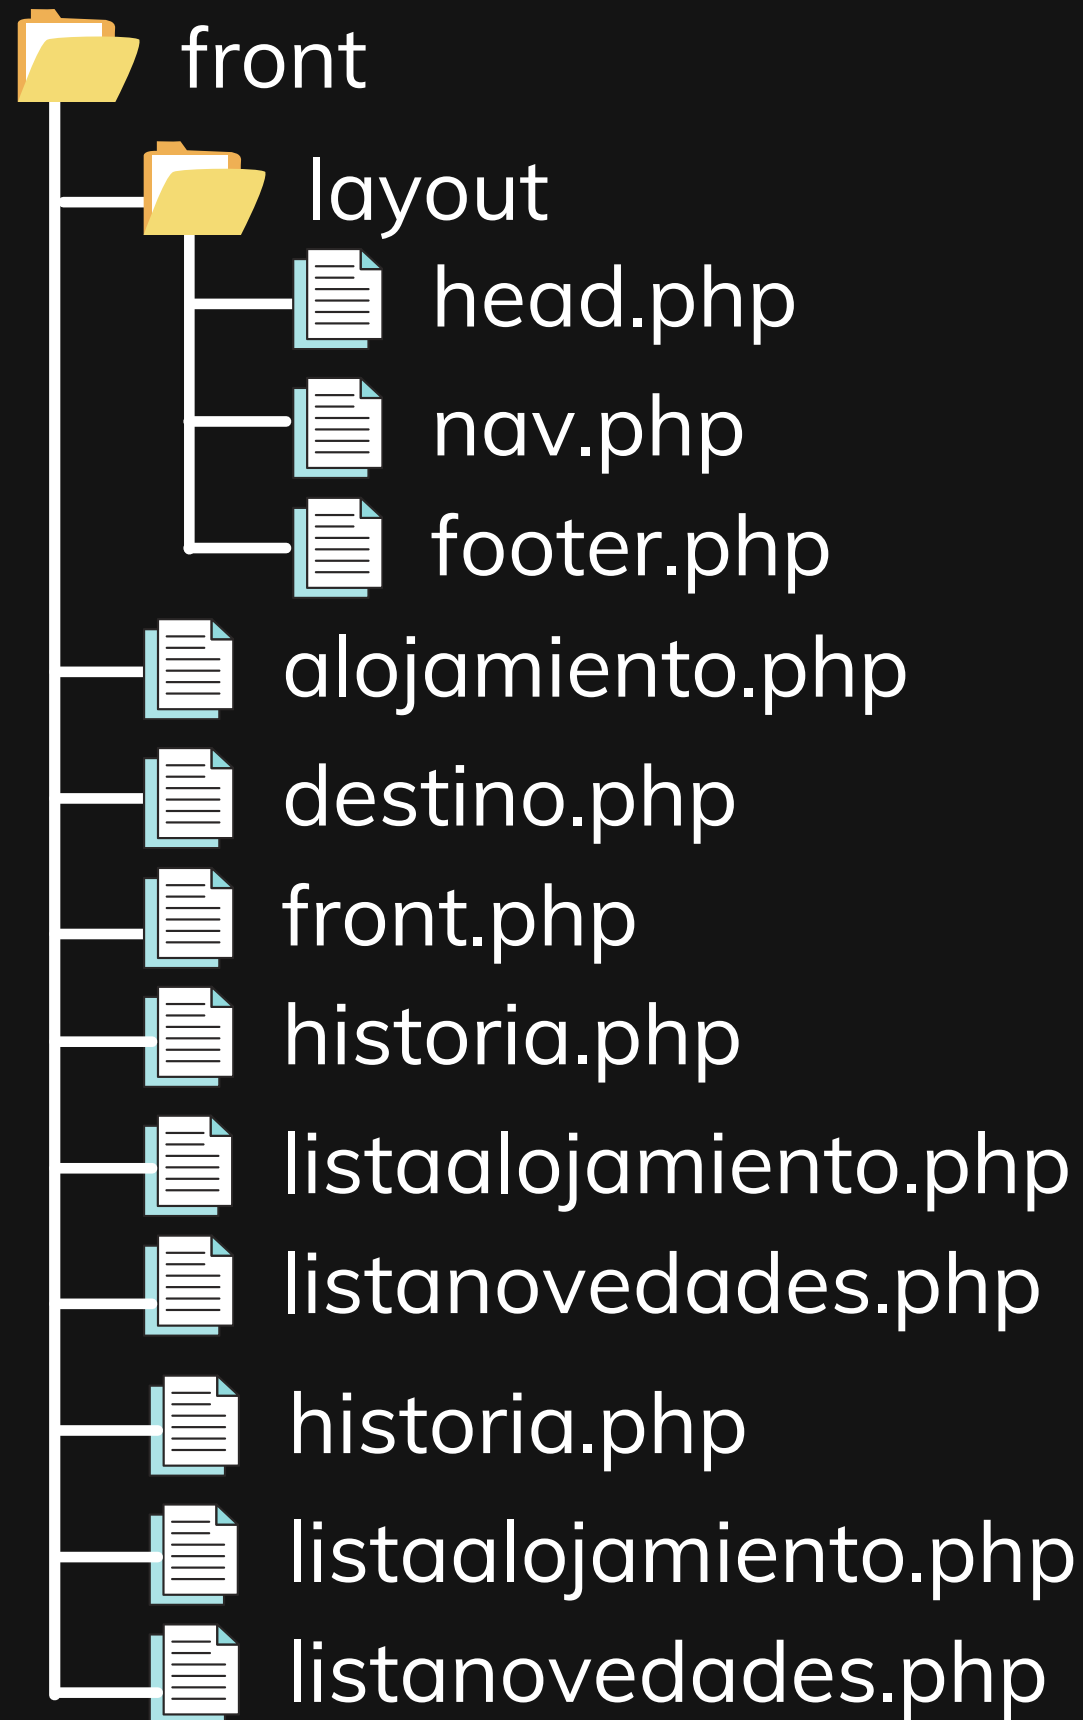 front
layout
head.php
nav.php
footer.php
alojamiento.php
destino.php
front.php
historia.php
listaalojamiento.php
listanovedades.php
historia.php
listaalojamiento.php
listanovedades.php